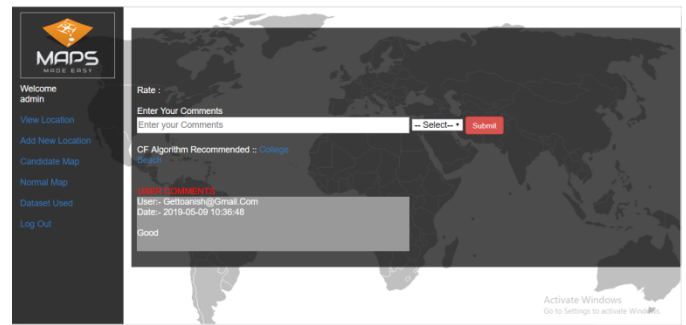 MAPS
MADE EASY
Welcome
admin
View Location
Add New Location
Candidate Map
Normal Map
Dataset Used
Log Out
Rate :
Enter Your Comments
Enter your Comments
-- Select--
Submit
CF Algorithm Recommended :: College
Beach
USER COMMENTS
User:- Gettoanish@Gmail.Com
Date:- 2019-05-09 10:36:48
Good
Activate Windows
Go to Settings to activate Windows.